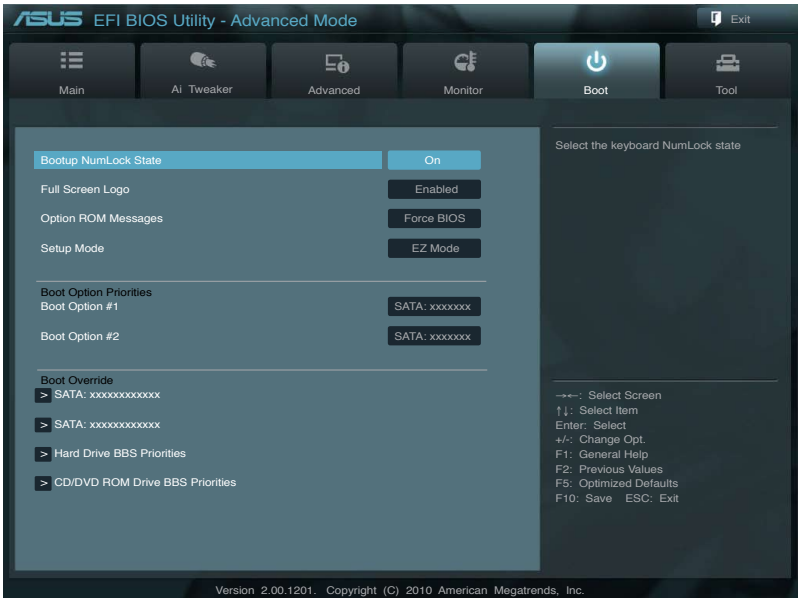 ASUS EFI BIOS Utility - Advanced Mode
Exit
Main
Ai Tweaker
Advanced
Monitor
Boot
Tool
Bootup NumLock State On
Full Screen Logo Enabled
Option ROM Messages Force BIOS
Setup Mode EZ Mode
Boot Option Priorities
Boot Option #1 SATA: xxxxxxx
Boot Option #2 SATA: xxxxxxx
Boot Override
> SATA: xxxxxxxxxxxx
> SATA: xxxxxxxxxxxx
> Hard Drive BBS Priorities
> CD/DVD ROM Drive BBS Priorities
Select the keyboard NumLock state
→←: Select Screen
↑↓: Select Item
Enter: Select
+/-: Change Opt.
F1: General Help
F2: Previous Values
F5: Optimized Defaults
F10: Save ESC: Exit
Version 2.00.1201. Copyright (C) 2010 American Megatrends, Inc.